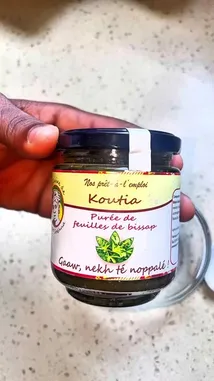 Nos prêt-à-l'emploi
Koutia
Purée de
feuilles de bissap
Gaaw, nekh té noppalé !